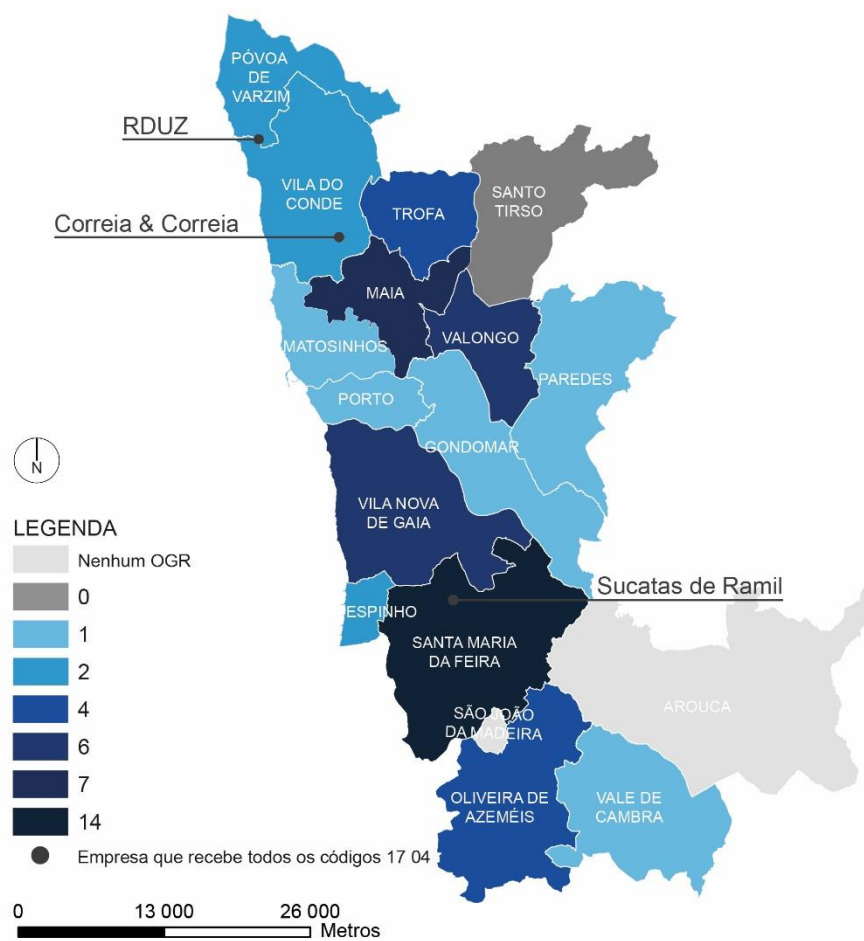 PÓVOA
DE
VARZIM
RDUZ
VILA DO
CONDE
Correia & Correia
TROFA
SANTO
TIRSO
MAIA
VALONGO
MATOSINHOS
PAREDES
PORTO
GONDOMAR
N
VILA NOVA
DE GAIA
LEGENDA
Nenhum OGR
0
1
2
4
6
7
14
Empresa que recebe todos os códigos 17 04
Sucatas de Ramil
ESPINHO
SANTA MARIA
DA FEIRA
SÃO JOÃO
DA MADEIRA
AROUCA
OLIVEIRA DE
AZEMÉIS
VALE DE
CAMBRA
0 13 000 26 000
Metros